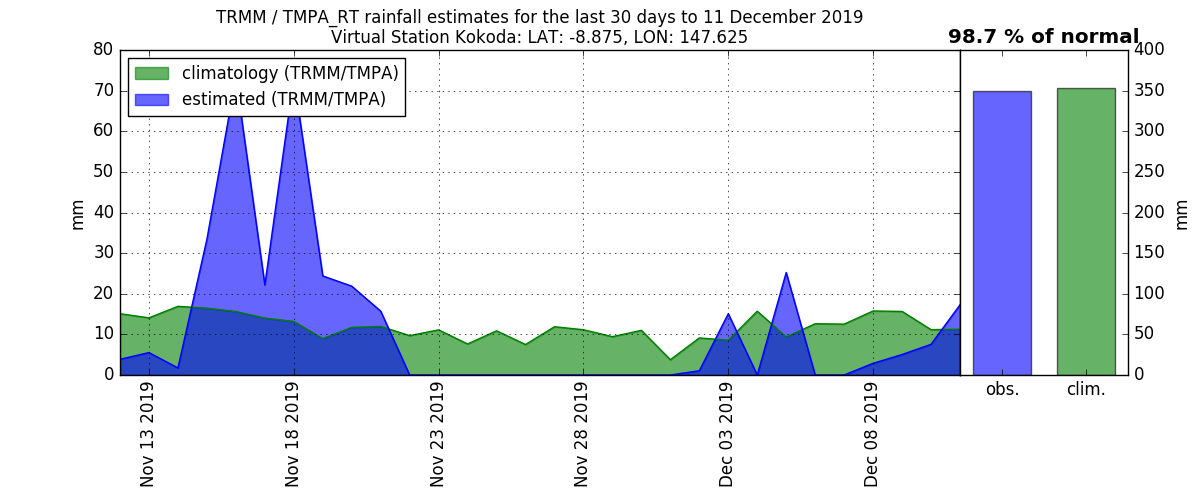 TRMM / TMPA_RT rainfall estimates for the last 30 days to 11 December 2019
Virtual Station Kokoda: LAT: -8.875, LON: 147.625
98.7 % of normal
climatology (TRMM/TMPA)
estimated (TRMM/TMPA)
80
70
60
50
40
30
20
10
0
mm
400
350
300
250
200
150
100
50
0
mm
Nov 13 2019
Nov 18 2019
Nov 23 2019
Nov 28 2019
Dec 03 2019
Dec 08 2019
obs.
clim.